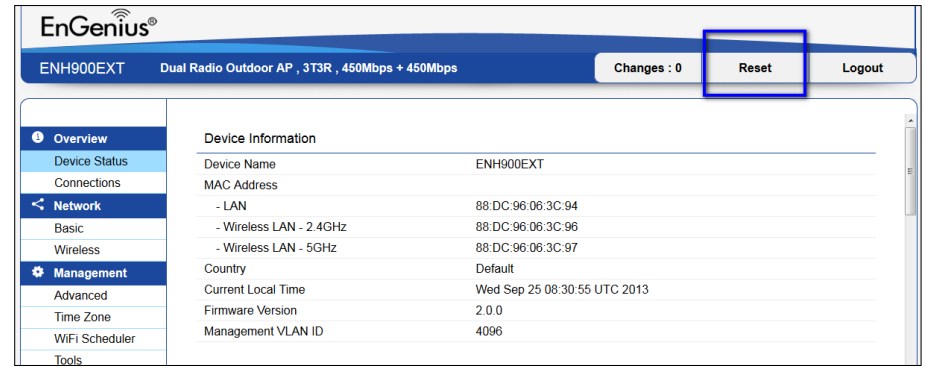 EnGenius®
ENH900EXT Dual Radio Outdoor AP , 3T3R , 450Mbps + 450Mbps Changes : 0 Reset Logout
Overview
Device Status
Connections
Network
Basic
Wireless
Management
Advanced
Time Zone
WiFi Scheduler
Tools
Device Information
Device Name ENH900EXT
MAC Address
- LAN 88:DC:96:06:3C:94
- Wireless LAN - 2.4GHz 88:DC:96:06:3C:96
- Wireless LAN - 5GHz 88:DC:96:06:3C:97
Country Default
Current Local Time Wed Sep 25 08:30:55 UTC 2013
Firmware Version 2.0.0
Management VLAN ID 4096